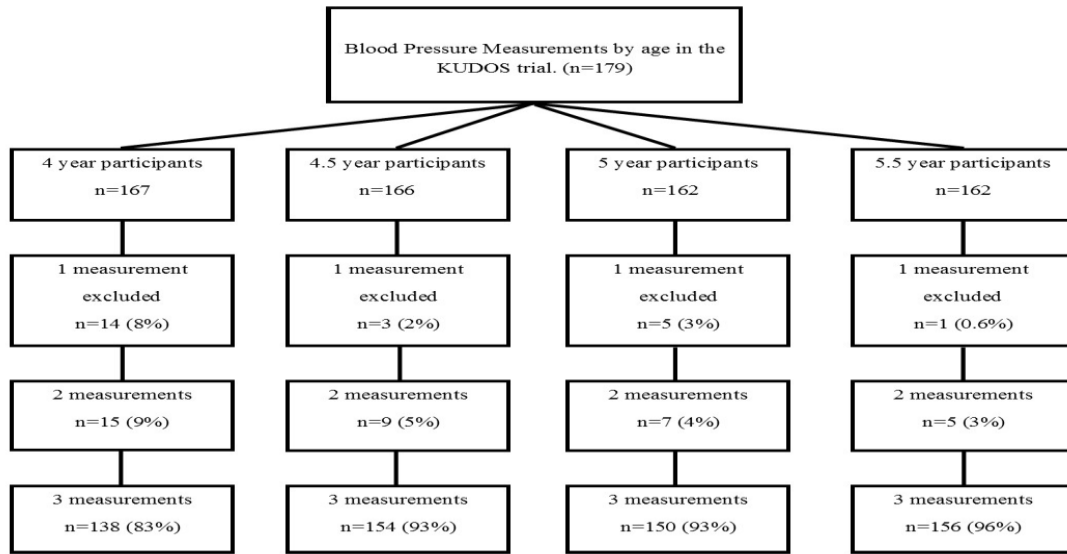 Blood Pressure Measurements by age in the
KUDOS trial. (n=179)
4 year participants
n=167
4.5 year participants
n=166
5 year participants
n=162
5.5 year participants
n=162
1 measurement
excluded
n=14 (8%)
1 measurement
excluded
n=3 (2%)
1 measurement
excluded
n=5 (3%)
1 measurement
excluded
n=1 (0.6%)
2 measurements
n=15 (9%)
2 measurements
n=9 (5%)
2 measurements
n=7 (4%)
2 measurements
n=5 (3%)
3 measurements
n=138 (83%)
3 measurements
n=154 (93%)
3 measurements
n=150 (93%)
3 measurements
n=156 (96%)